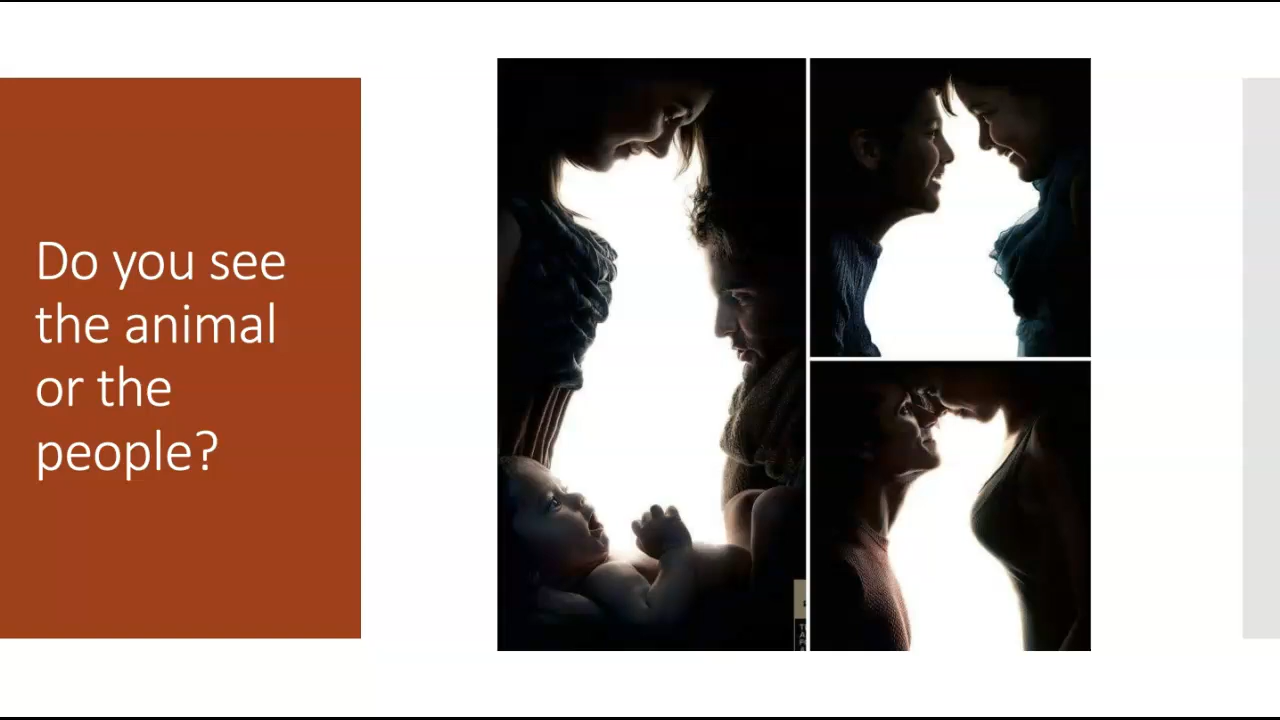 Do you see
the animal
or the
people?